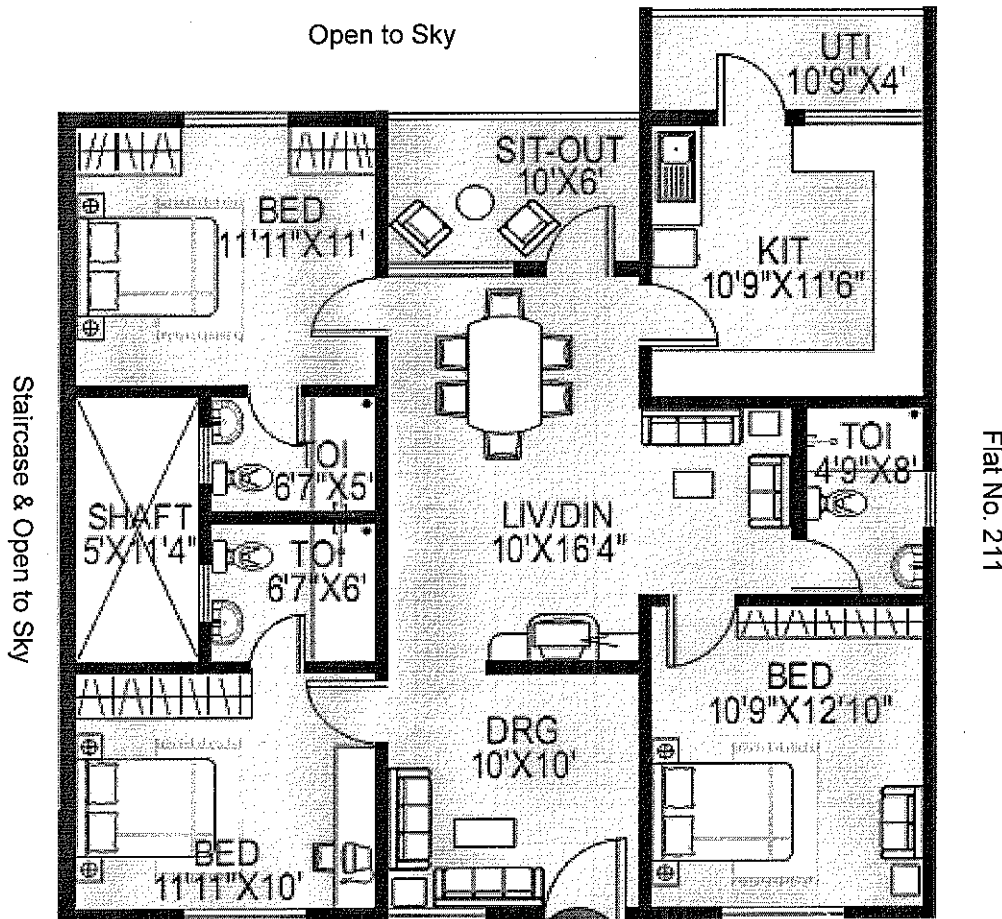 Open to Sky
UTI
10'9"X4'
SIT-OUT
10'X6'
BED
11'11"X11'
KIT
10'9"X11'6"
Staircase & Open to Sky
SHAFT
5'X11'4"
TOI
6'7"X5'
TOI
6'7"X6'
LIV/DIN
10'X16'4"
TOI
4'9"X8'
Flat No. 211
BED
10'9"X12'10"
DRG
10'X10'
BED
11'11"X10'